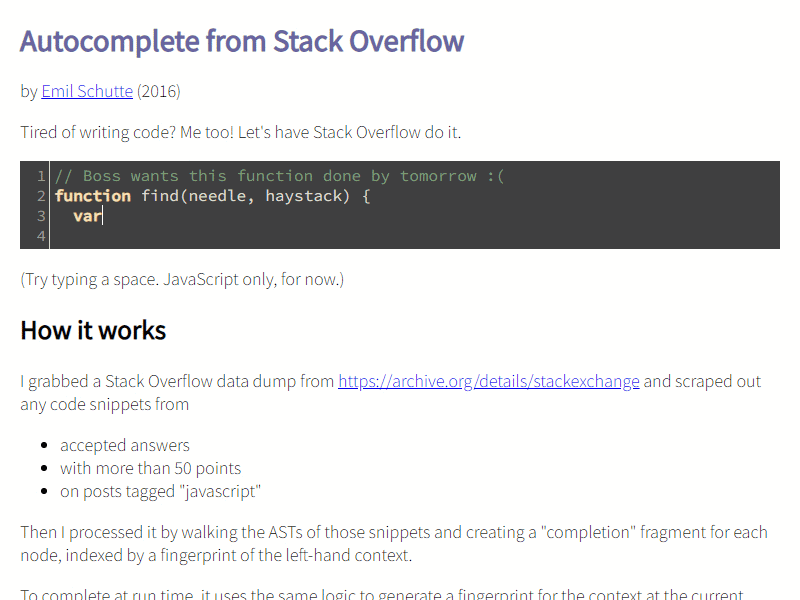 Autocomplete from Stack Overflow
by Emil Schutte (2016)
Tired of writing code? Me too! Let's have Stack Overflow do it.
1 // Boss wants this function done by tomorrow :(
2 function find(needle, haystack) {
3 var
4
(Try typing a space. JavaScript only, for now.)
How it works
I grabbed a Stack Overflow data dump from https://archive.org/details/stackexchange and scraped out
any code snippets from
• accepted answers
• with more than 50 points
• on posts tagged "javascript"
Then I processed it by walking the ASTs of those snippets and creating a "completion" fragment for each
node, indexed by a fingerprint of the left-hand context.
To complete at run time, it uses the same logic to generate a fingerprint for the context at the current